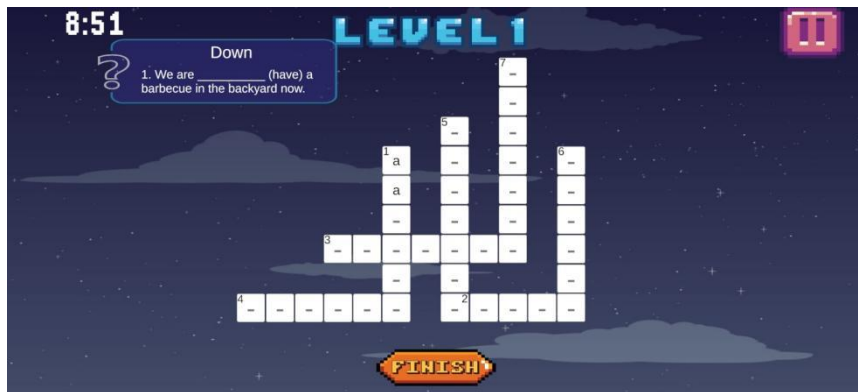 8:51
LEVEL 1
Down
?
1. We are __________ (have) a
barbecue in the backyard now.
7
5
1
6
a
a
3
4
2
FINISH